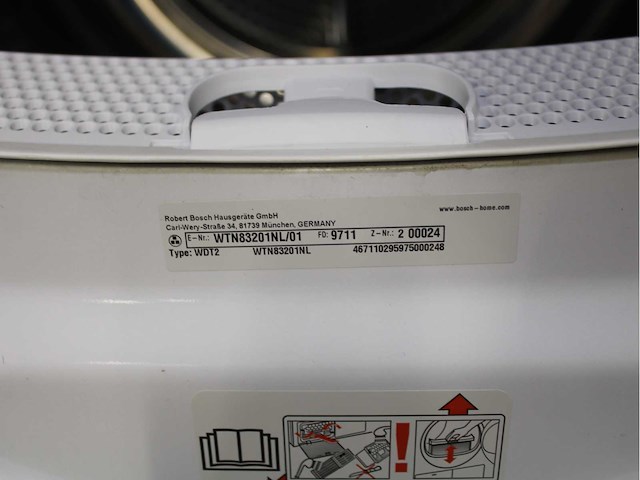 Robert Bosch Hausgeräte GmbH
Carl-Wery-Straße 34, 81739 München, GERMANY
www.bosch-home.com
E-Nr.: WTN83201NL/01 FD: 9711 Z-Nr.: 2 00024
Type: WDT2 WTN83201NL 467110295975000248
!